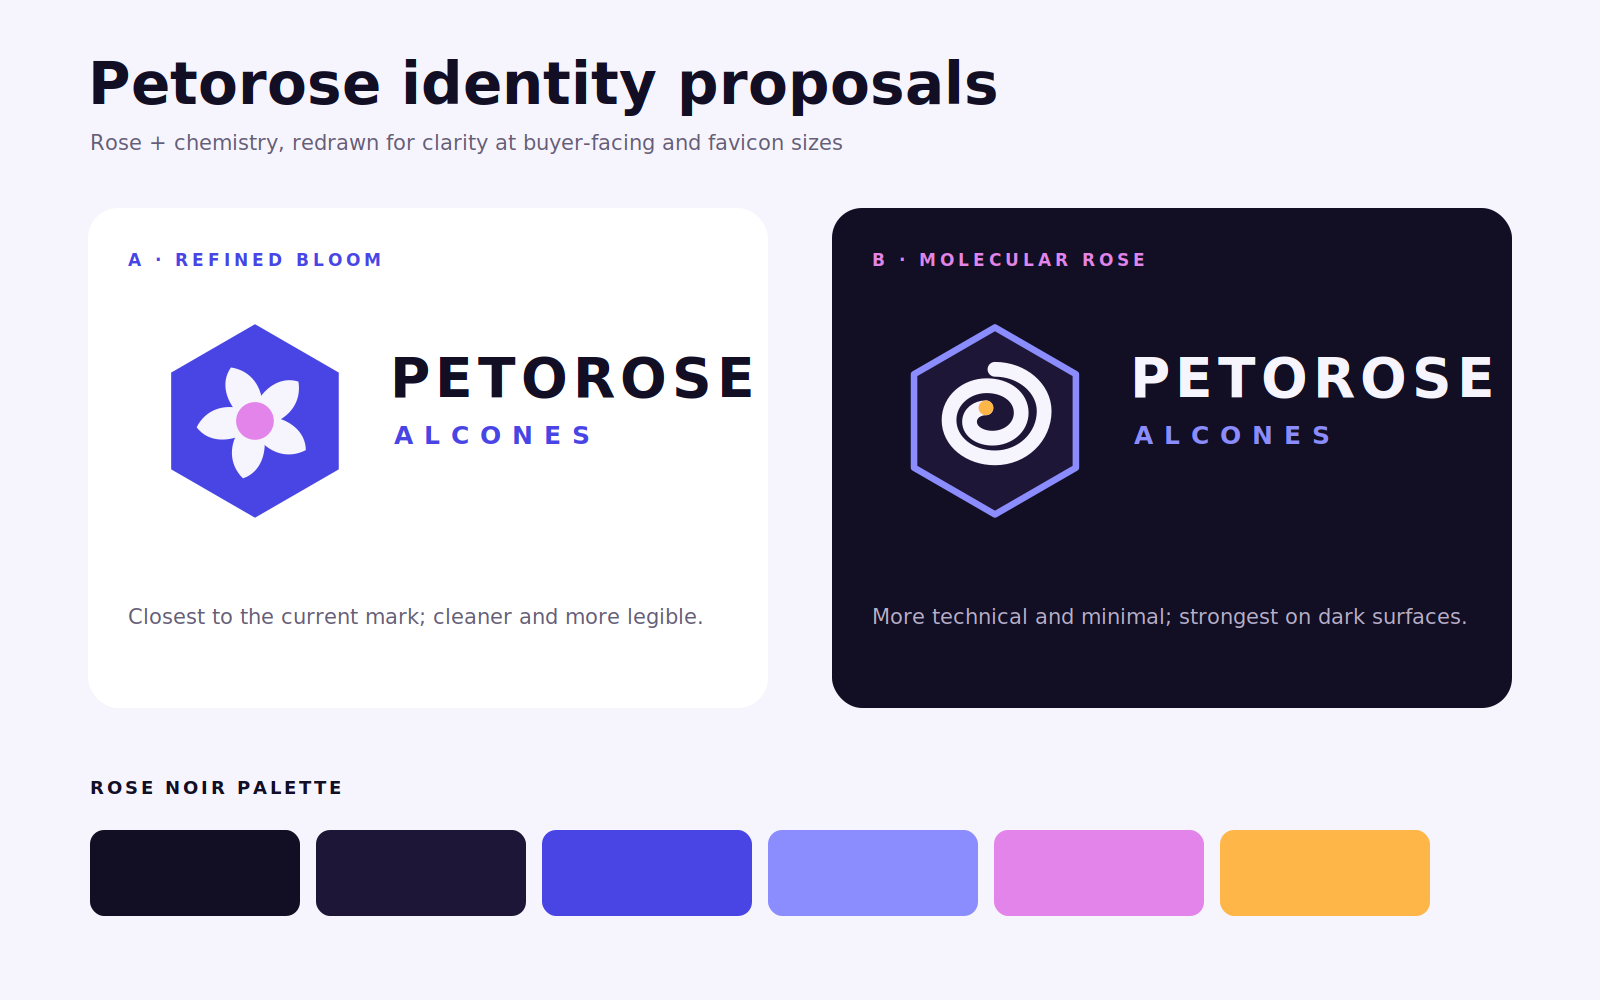 Petorose identity proposals
Rose + chemistry, redrawn for clarity at buyer-facing and favicon sizes
A · REFINED BLOOM
PETOROSE
ALCONES
Closest to the current mark; cleaner and more legible.
B · MOLECULAR ROSE
PETOROSE
ALCONES
More technical and minimal; strongest on dark surfaces.
ROSE NOIR PALETTE